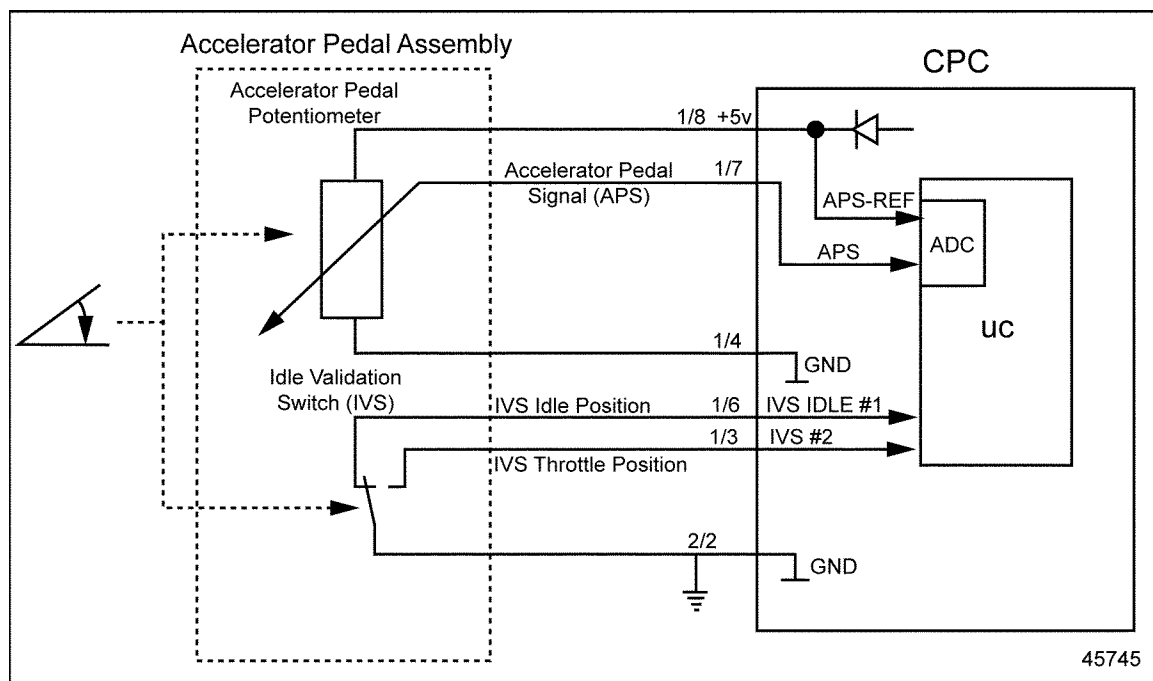 Accelerator Pedal Assembly
CPC
Accelerator Pedal
Potentiometer
1/8 +5v
Accelerator Pedal
Signal (APS)
1/7
APS-REF
ADC
APS
uc
1/4
GND
Idle Validation
Switch (IVS)
IVS Idle Position
1/6
IVS IDLE #1
1/3
IVS #2
IVS Throttle Position
2/2
GND
45745